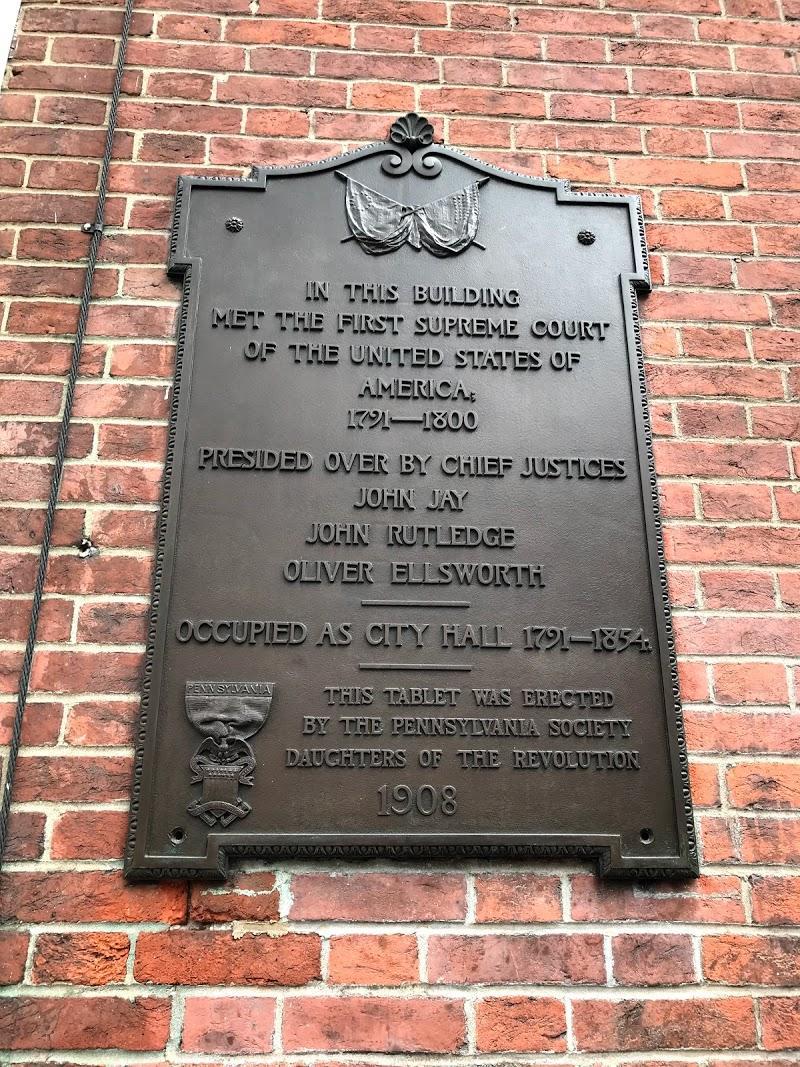 IN THIS BUILDING
MET THE FIRST SUPREME COURT
OF THE UNITED STATES OF
AMERICA;
1791—1800
PRESIDED OVER BY CHIEF JUSTICES
JOHN JAY
JOHN RUTLEDGE
OLIVER ELLSWORTH
OCCUPIED AS CITY HALL 1791—1854.
PENNSYLVANIA
THIS TABLET WAS ERECTED
BY THE PENNSYLVANIA SOCIETY
DAUGHTERS OF THE REVOLUTION
1908